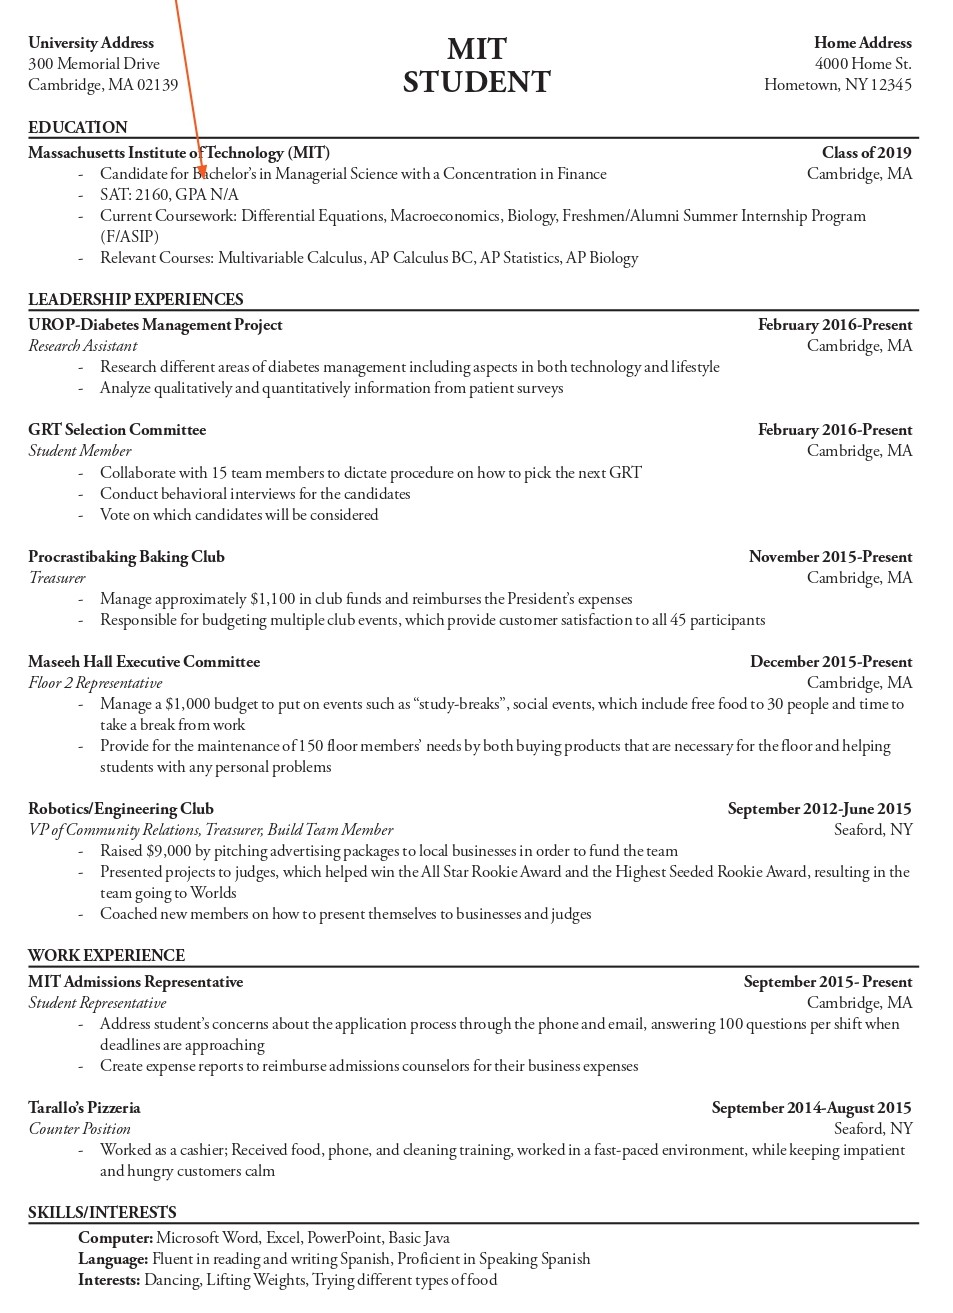 University Address
MIT
Home Address
300 Memorial Drive
STUDENT
4000 Home St.
Cambridge, MA 02139
Hometown, NY 12345
EDUCATION
Massachusetts Institute of Technology (MIT) Class of 2019
- Candidate for Bachelor's in Managerial Science with a Concentration in Finance Cambridge, MA
- SAT: 2160, GPA N/A
- Current Coursework: Differential Equations, Macroeconomics, Biology, Freshmen/Alumni Summer Internship Program
(F/ASIP)
- Relevant Courses: Multivariable Calculus, AP Calculus BC, AP Statistics, AP Biology
LEADERSHIP EXPERIENCES
UROP-Diabetes Management Project February 2016-Present
Research Assistant Cambridge, MA
- Research different areas of diabetes management including aspects in both technology and lifestyle
- Analyze qualitatively and quantitatively information from patient surveys
GRT Selection Committee February 2016-Present
Student Member Cambridge, MA
- Collaborate with 15 team members to dictate procedure on how to pick the next GRT
- Conduct behavioral interviews for the candidates
- Vote on which candidates will be considered
Procrastibaking Baking Club November 2015-Present
Treasurer Cambridge, MA
- Manage approximately $1,100 in club funds and reimburses the President's expenses
- Responsible for budgeting multiple club events, which provide customer satisfaction to all 45 participants
Maseeh Hall Executive Committee December 2015-Present
Floor 2 Representative Cambridge, MA
- Manage a $1,000 budget to put on events such as "study-breaks", social events, which include free food to 30 people and time to
take a break from work
- Provide for the maintenance of 150 floor members' needs by both buying products that are necessary for the floor and helping
students with any personal problems
Robotics/Engineering Club September 2012-June 2015
VP of Community Relations, Treasurer, Build Team Member Seaford, NY
- Raised $9,000 by pitching advertising packages to local businesses in order to fund the team
- Presented projects to judges, which helped win the All Star Rookie Award and the Highest Seeded Rookie Award, resulting in the
team going to Worlds
- Coached new members on how to present themselves to businesses and judges
WORK EXPERIENCE
MIT Admissions Representative September 2015- Present
Student Representative Cambridge, MA
- Address student's concerns about the application process through the phone and email, answering 100 questions per shift when
deadlines are approaching
- Create expense reports to reimburse admissions counselors for their business expenses
Tarallo's Pizzeria September 2014-August 2015
Counter Position Seaford, NY
- Worked as a cashier; Received food, phone, and cleaning training, worked in a fast-paced environment, while keeping impatient
and hungry customers calm
SKILLS/INTERESTS
Computer: Microsoft Word, Excel, PowerPoint, Basic Java
Language: Fluent in reading and writing Spanish, Proficient in Speaking Spanish
Interests: Dancing, Lifting Weights, Trying different types of food